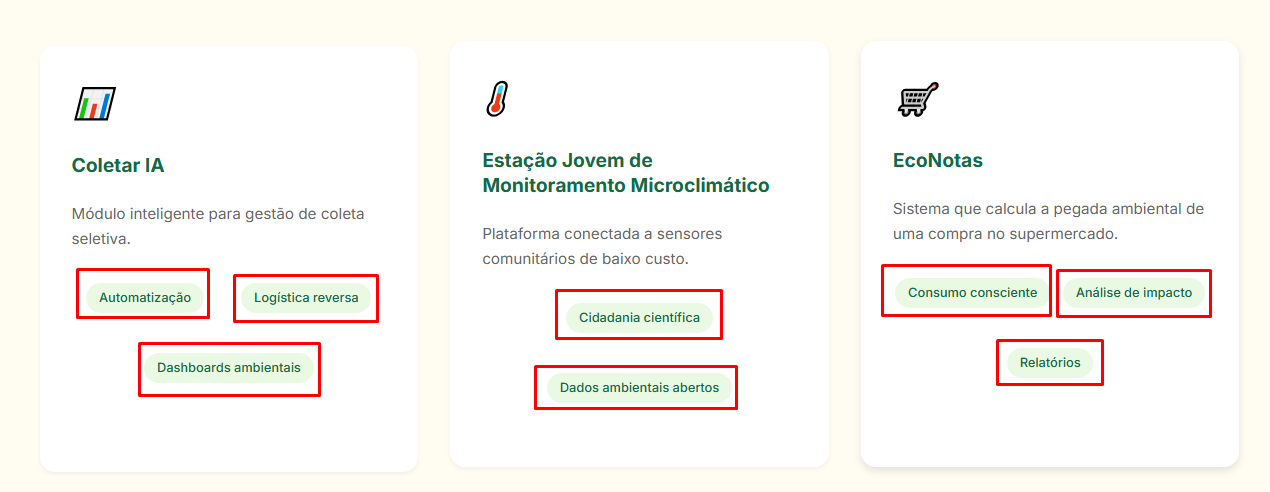 Coletar IA
Módulo inteligente para gestão de coleta
seletiva.
Automatização
Logística reversa
Dashboards ambientais
Estação Jovem de
Monitoramento Microclimático
Plataforma conectada a sensores
comunitários de baixo custo.
Cidadania científica
Dados ambientais abertos
EcoNotas
Sistema que calcula a pegada ambiental de
uma compra no supermercado.
Consumo consciente
Análise de impacto
Relatórios